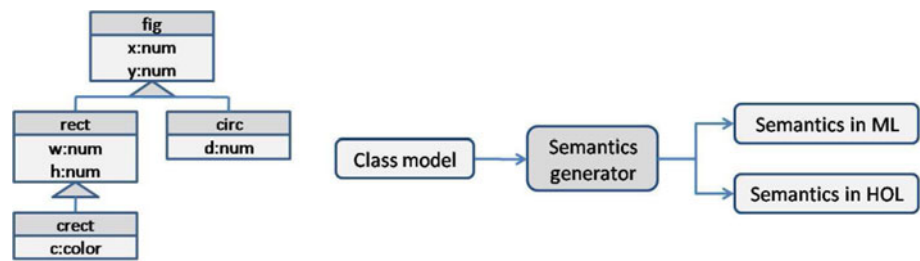 fig
x:num
y:num
rect
w:num
h:num
circ
d:num
crect
c:color
Class model
Semantics
generator
Semantics in ML
Semantics in HOL